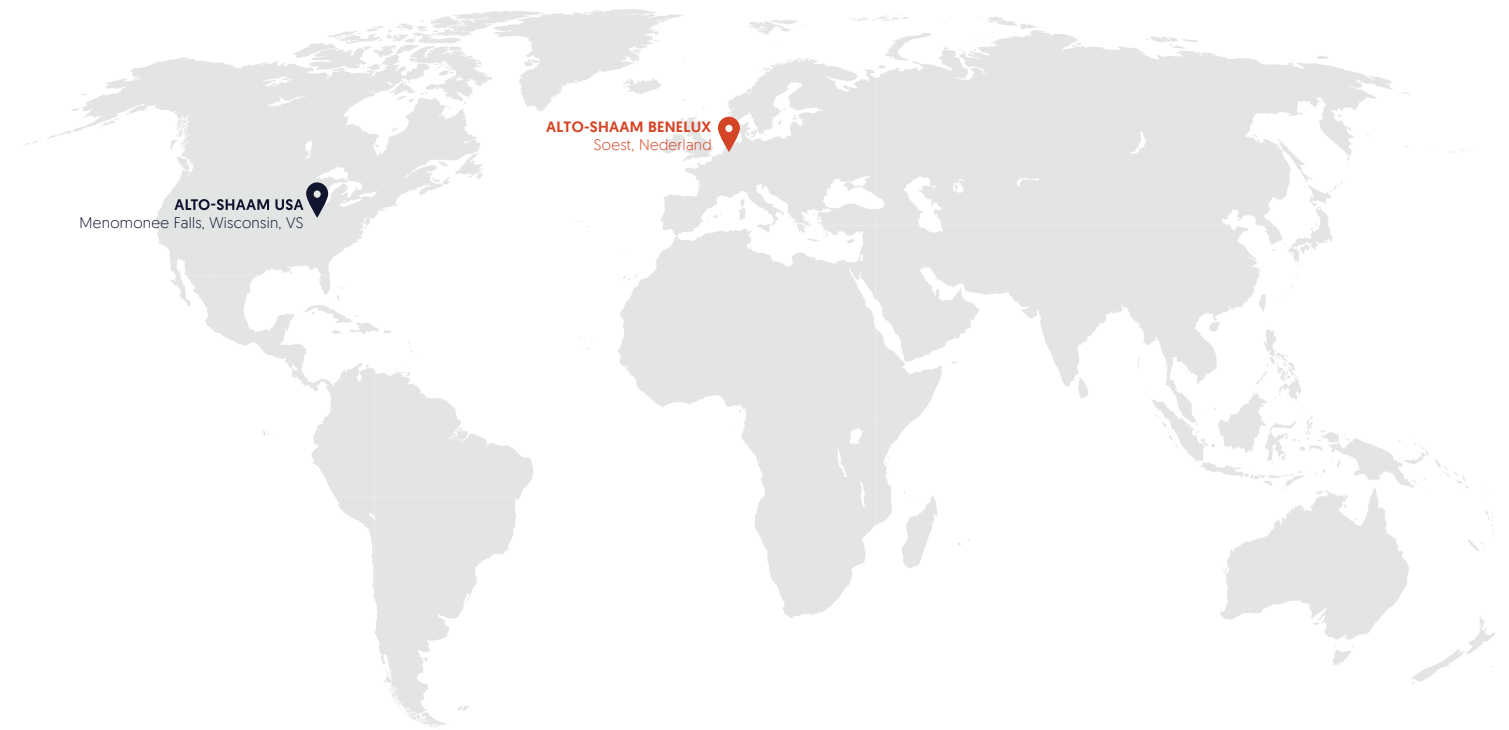 ALTO-SHAAM BENELUX
Soest, Nederland
ALTO-SHAAM USA
Menomonee Falls, Wisconsin, VS